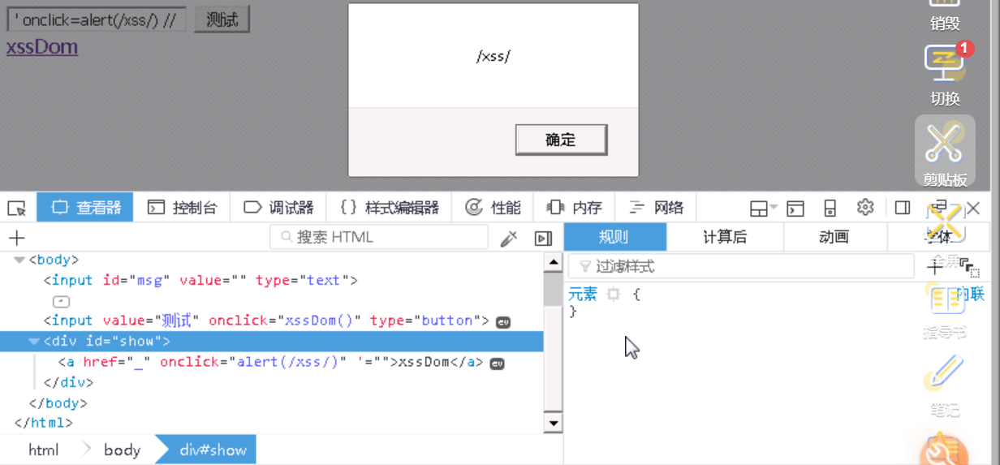 ' onclick=alert(/xss/) //
测试
xssDom
/xss/
确定
销毁
1
切换
剪贴板
查看器
控制台
调试器
{ } 样式编辑器
性能
内存
网络
搜索 HTML
规则
计算后
动画
字体
全屏
过滤样式
<body>
<input id="msg" value="" type="text">
<input value="测试" onclick="xssDom()" type="button"> ev
<div id="show">
<a href="_" onclick="alert(/xss/)" '="">xssDom</a> ev
</div>
</body>
</html>
元素 {
内联
}
指导书
笔记
html
body
div#show